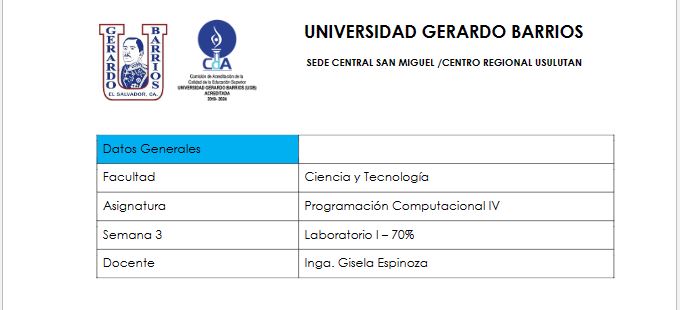 GERARDO
BARRIOS
EL SALVADOR, C.A.
CdA
Comisión de Acreditación de la
Calidad de la Educación Superior
UNIVERSIDAD GERARDO BARRIOS (UGB)
ACREDITADA
2019- 2024
UNIVERSIDAD GERARDO BARRIOS
SEDE CENTRAL SAN MIGUEL /CENTRO REGIONAL USULUTAN
Datos Generales
Facultad Ciencia y Tecnología
Asignatura Programación Computacional IV
Semana 3 Laboratorio I – 70%
Docente Inga. Gisela Espinoza